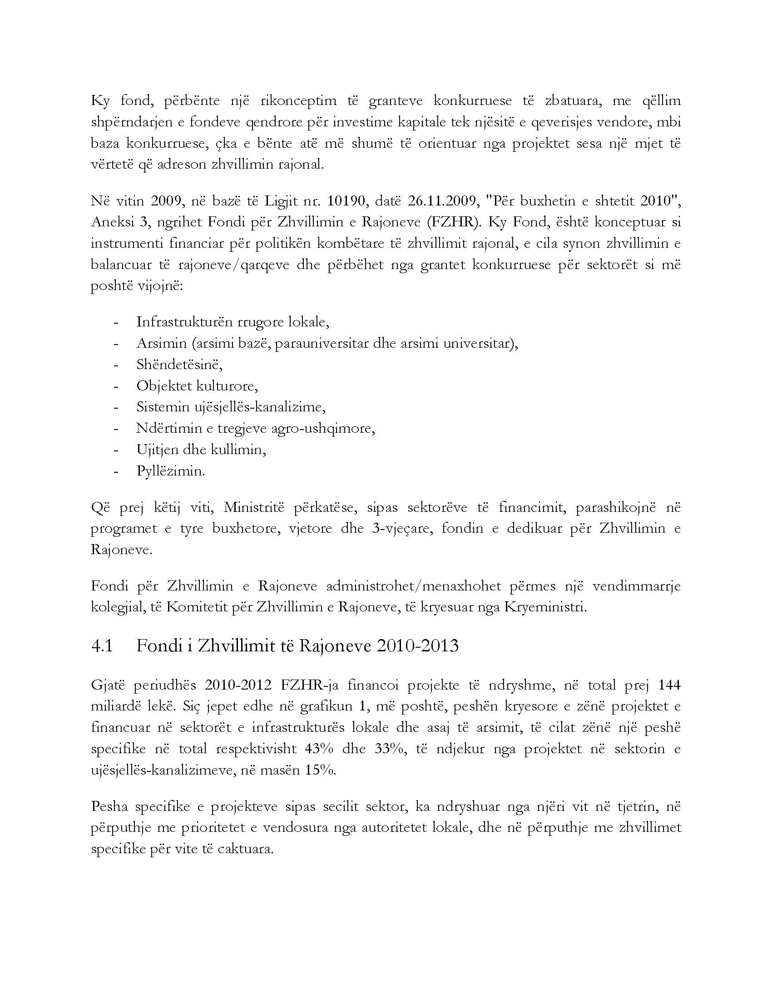 Ky fond, përbënte një rikonceptim të granteve konkurruese të zbatuara, me qëllim
shpërndarjen e fondeve qendrore për investime kapitale tek njësitë e qeverisjes vendore, mbi
baza konkurruese, çka e bënte atë më shumë të orientuar nga projektet sesa një mjet të
vërtetë që adreson zhvillimin rajonal.
Në vitin 2009, në bazë të Ligjit nr. 10190, datë 26.11.2009, "Për buxhetin e shtetit 2010",
Aneksi 3, ngrihet Fondi për Zhvillimin e Rajoneve (FZHR). Ky Fond, është konceptuar si
instrumenti financiar për politikën kombëtare të zhvillimit rajonal, e cila synon zhvillimin e
balancuar të rajoneve/qarqeve dhe përbëhet nga grantet konkurruese për sektorët si më
poshtë vijojnë:
- Infrastrukturën rrugore lokale,
- Arsimin (arsimi bazë, parauniversitar dhe arsimi universitar),
- Shëndetësinë,
- Objektet kulturore,
- Sistemin ujësjellës-kanalizime,
- Ndërtimin e tregjeve agro-ushqimore,
- Ujitjen dhe kullimin,
- Pyllëzimin.
Që prej këtij viti, Ministritë përkatëse, sipas sektorëve të financimit, parashikojnë në
programet e tyre buxhetore, vjetore dhe 3-vjeçare, fondin e dedikuar për Zhvillimin e
Rajoneve.
Fondi për Zhvillimin e Rajoneve administrohet/menaxhohet përmes një vendimmarrje
kolegjial, të Komitetit për Zhvillimin e Rajoneve, të kryesuar nga Kryeministri.
4.1 Fondi i Zhvillimit të Rajoneve 2010-2013
Gjatë periudhës 2010-2012 FZHR-ja financoi projekte të ndryshme, në total prej 144
miliardë lekë. Siç jepet edhe në grafikun 1, më poshtë, peshën kryesore e zënë projektet e
financuar në sektorët e infrastrukturës lokale dhe asaj të arsimit, të cilat zënë një peshë
specifike në total respektivisht 43% dhe 33%, të ndjekur nga projektet në sektorin e
ujësjellës-kanalizimeve, në masën 15%.
Pesha specifike e projekteve sipas secilit sektor, ka ndryshuar nga njëri vit në tjetrin, në
përputhje me prioritetet e vendosura nga autoritetet lokale, dhe në përputhje me zhvillimet
specifike për vite të caktuara.